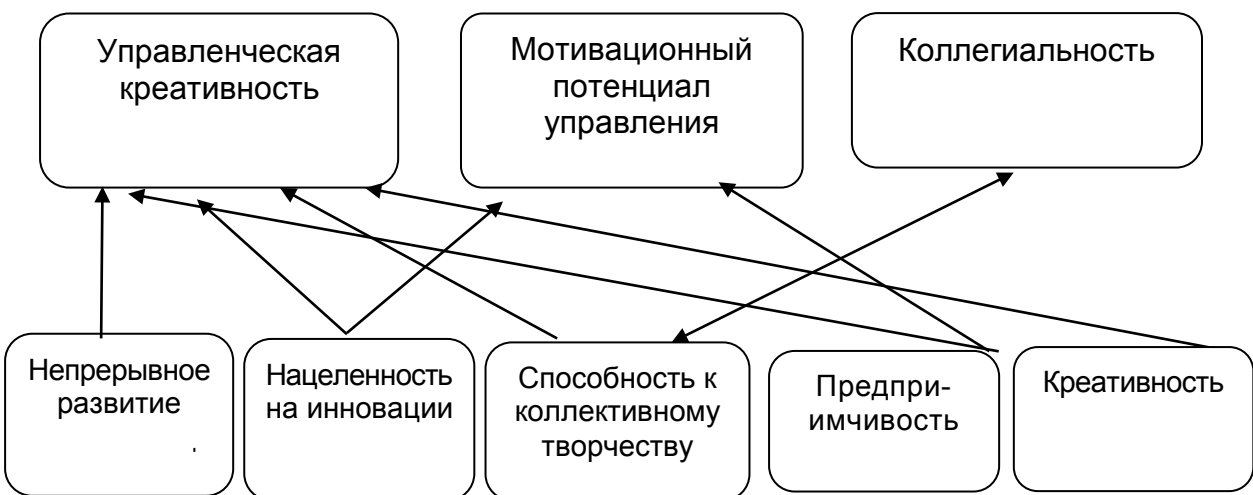 Управленческая
креативность
Мотивационный
потенциал
управления
Коллегиальность
Непрерывное
развитие
Нацеленность
на инновации
Способность к
коллективному
творчеству
Предпри-
имчивость
Креативность